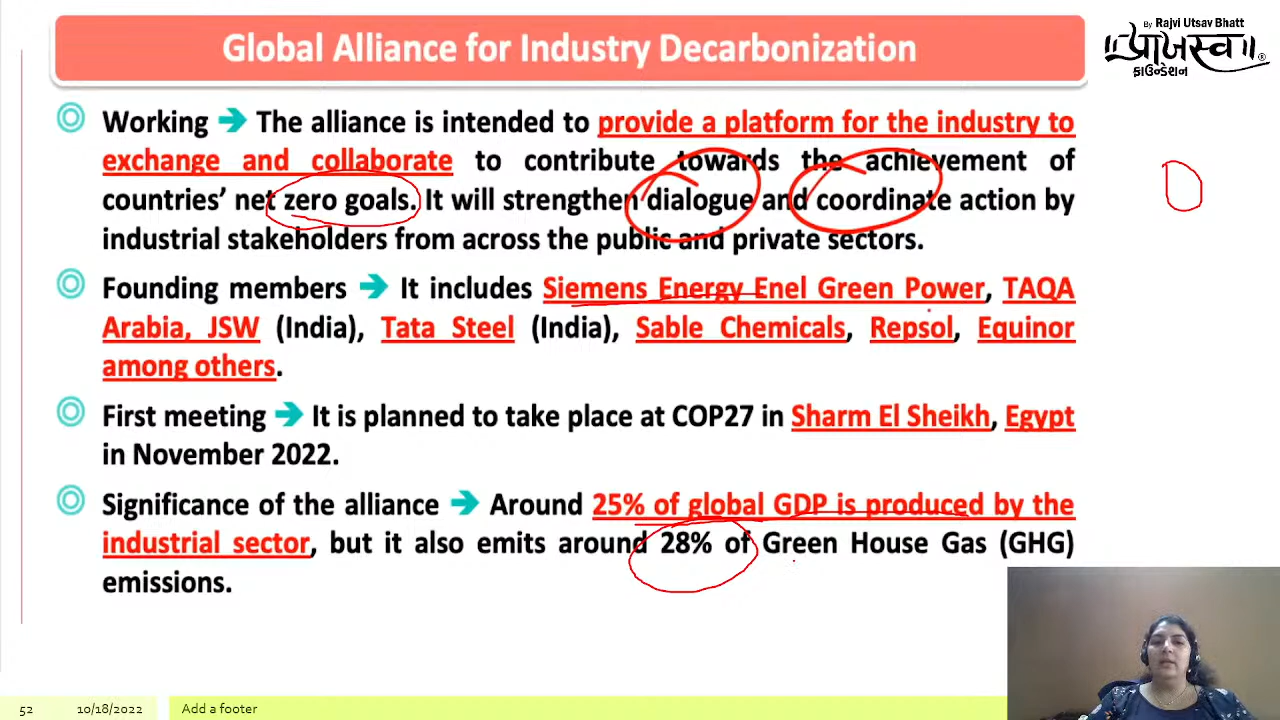 Global Alliance for Industry Decarbonization
By Rajvi Utsav Bhatt
॥प्राजस्व॥
ફાઉન્ડેશન
Working → The alliance is intended to provide a platform for the industry to
exchange and collaborate to contribute towards the achievement of
countries’ net zero goals. It will strengthen dialogue and coordinate action by
industrial stakeholders from across the public and private sectors.
Founding members → It includes Siemens Energy Enel Green Power, TAQA
Arabia, JSW (India), Tata Steel (India), Sable Chemicals, Repsol, Equinor
among others.
First meeting → It is planned to take place at COP27 in Sharm El Sheikh, Egypt
in November 2022.
Significance of the alliance → Around 25% of global GDP is produced by the
industrial sector, but it also emits around 28% of Green House Gas (GHG)
emissions.
52 10/18/2022 Add a footer